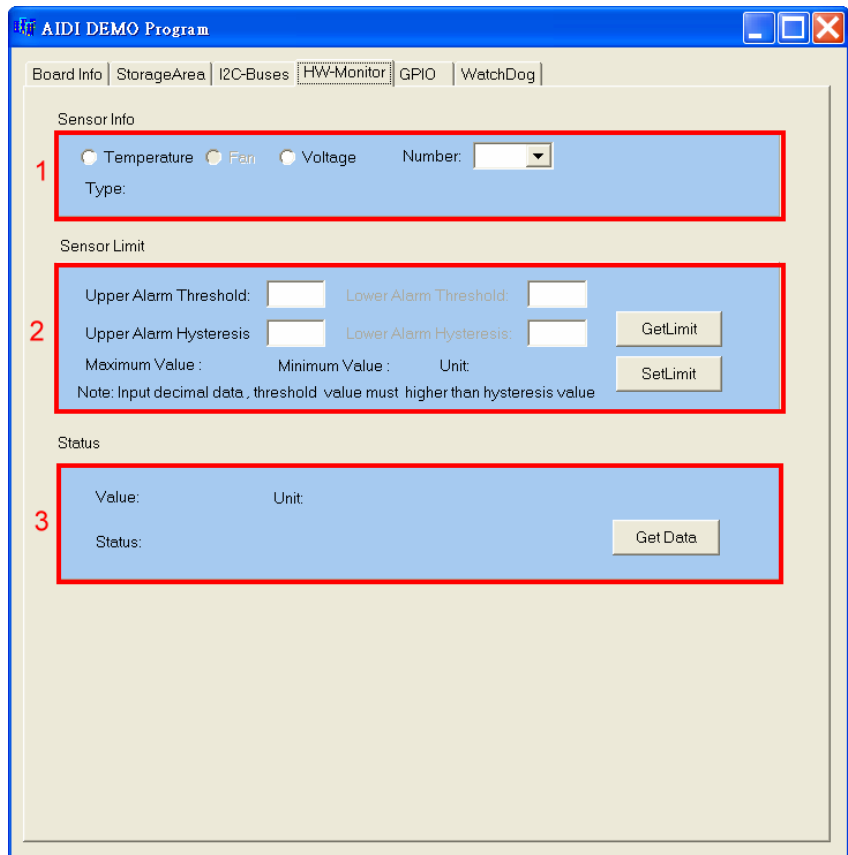 AIDI DEMO Program
Board Info StorageArea I2C-Buses HW-Monitor GPIO WatchDog
Sensor Info
1
Temperature Fan Voltage Number:
Type:
Sensor Limit
2
Upper Alarm Threshold: Lower Alarm Threshold:
Upper Alarm Hysteresis Lower Alarm Hysteresis: GetLimit
Maximum Value : Minimum Value : Unit: SetLimit
Note: Input decimal data , threshold value must higher than hysteresis value
Status
3
Value: Unit:
Status: Get Data